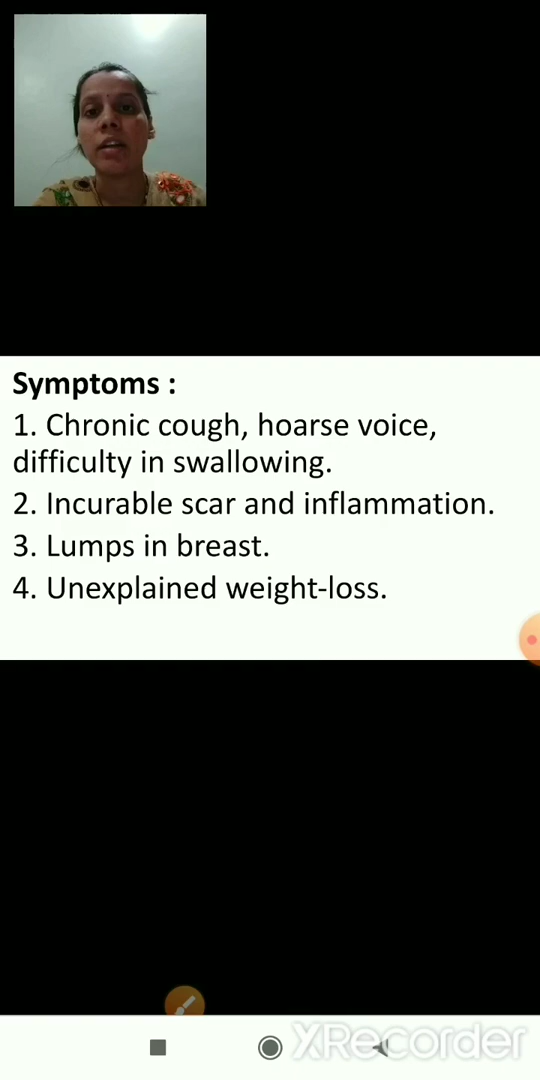 Symptoms :
1. Chronic cough, hoarse voice,
difficulty in swallowing.
2. Incurable scar and inflammation.
3. Lumps in breast.
4. Unexplained weight-loss.
XRecorder